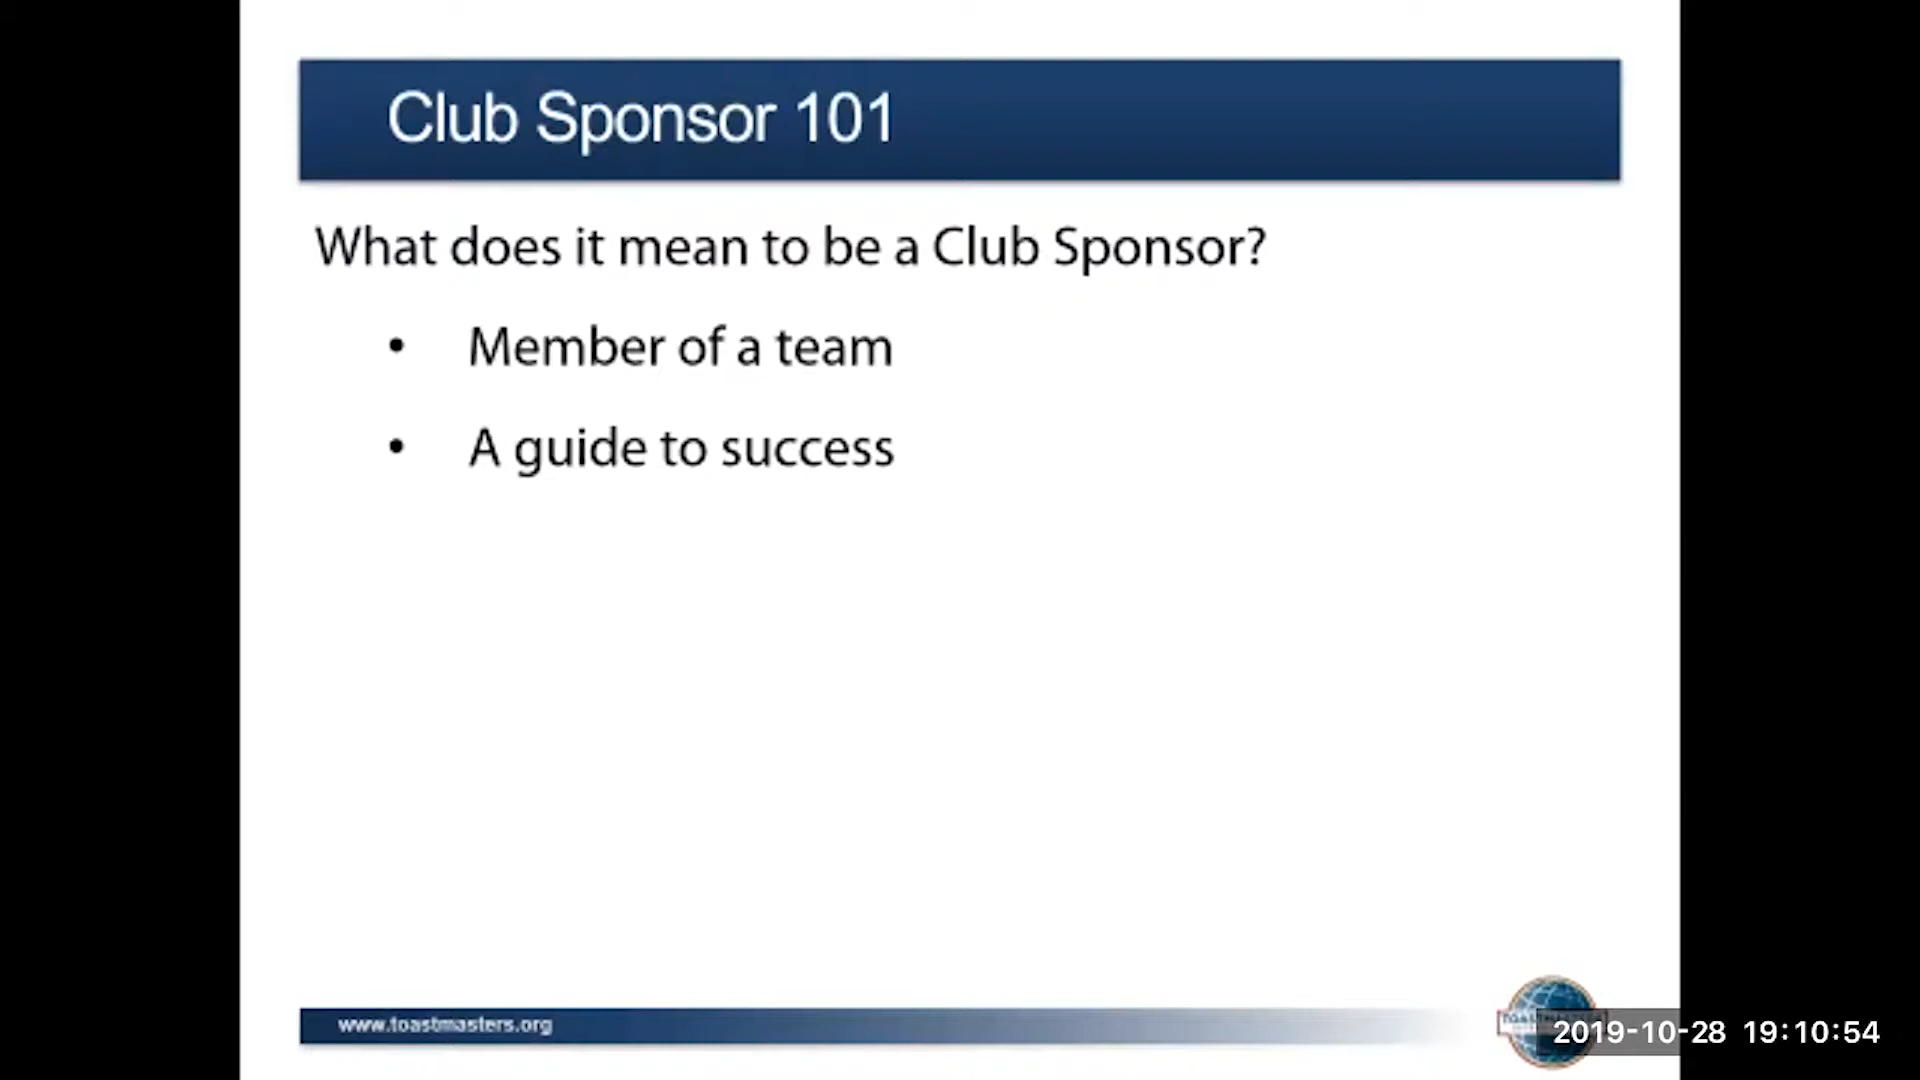 Club Sponsor 101
What does it mean to be a Club Sponsor?
• Member of a team
• A guide to success
www.toastmasters.org
2019-10-28 19:10:54